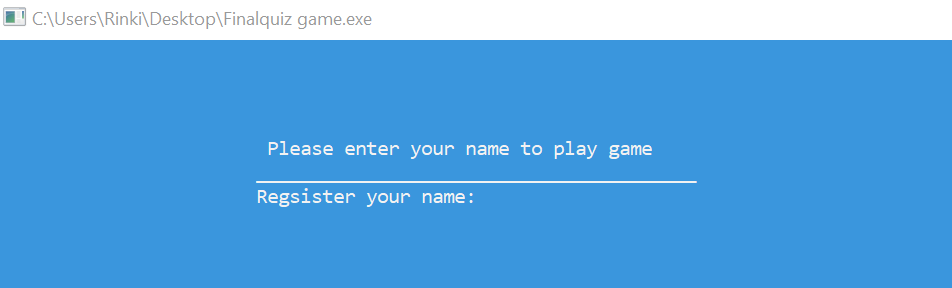 C:\Users\Rinki\Desktop\Finalquiz game.exe
Please enter your name to play game
Regsister your name: